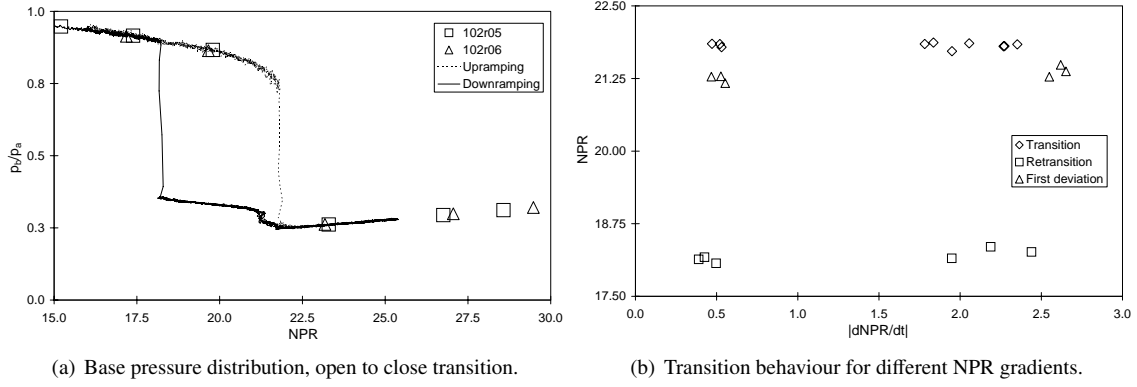 1.0
0.8
0.5
0.3
0.0
p_b/p_a
15.0 17.5 20.0 22.5 25.0 27.5 30.0
NPR
102r05
102r06
Upramping
Downramping
(a) Base pressure distribution, open to close transition.
22.50
21.25
20.00
18.75
17.50
NPR
0.0 0.5 1.0 1.5 2.0 2.5 3.0
|dNPR/dt|
Transition
Retransition
First deviation
(b) Transition behaviour for different NPR gradients.